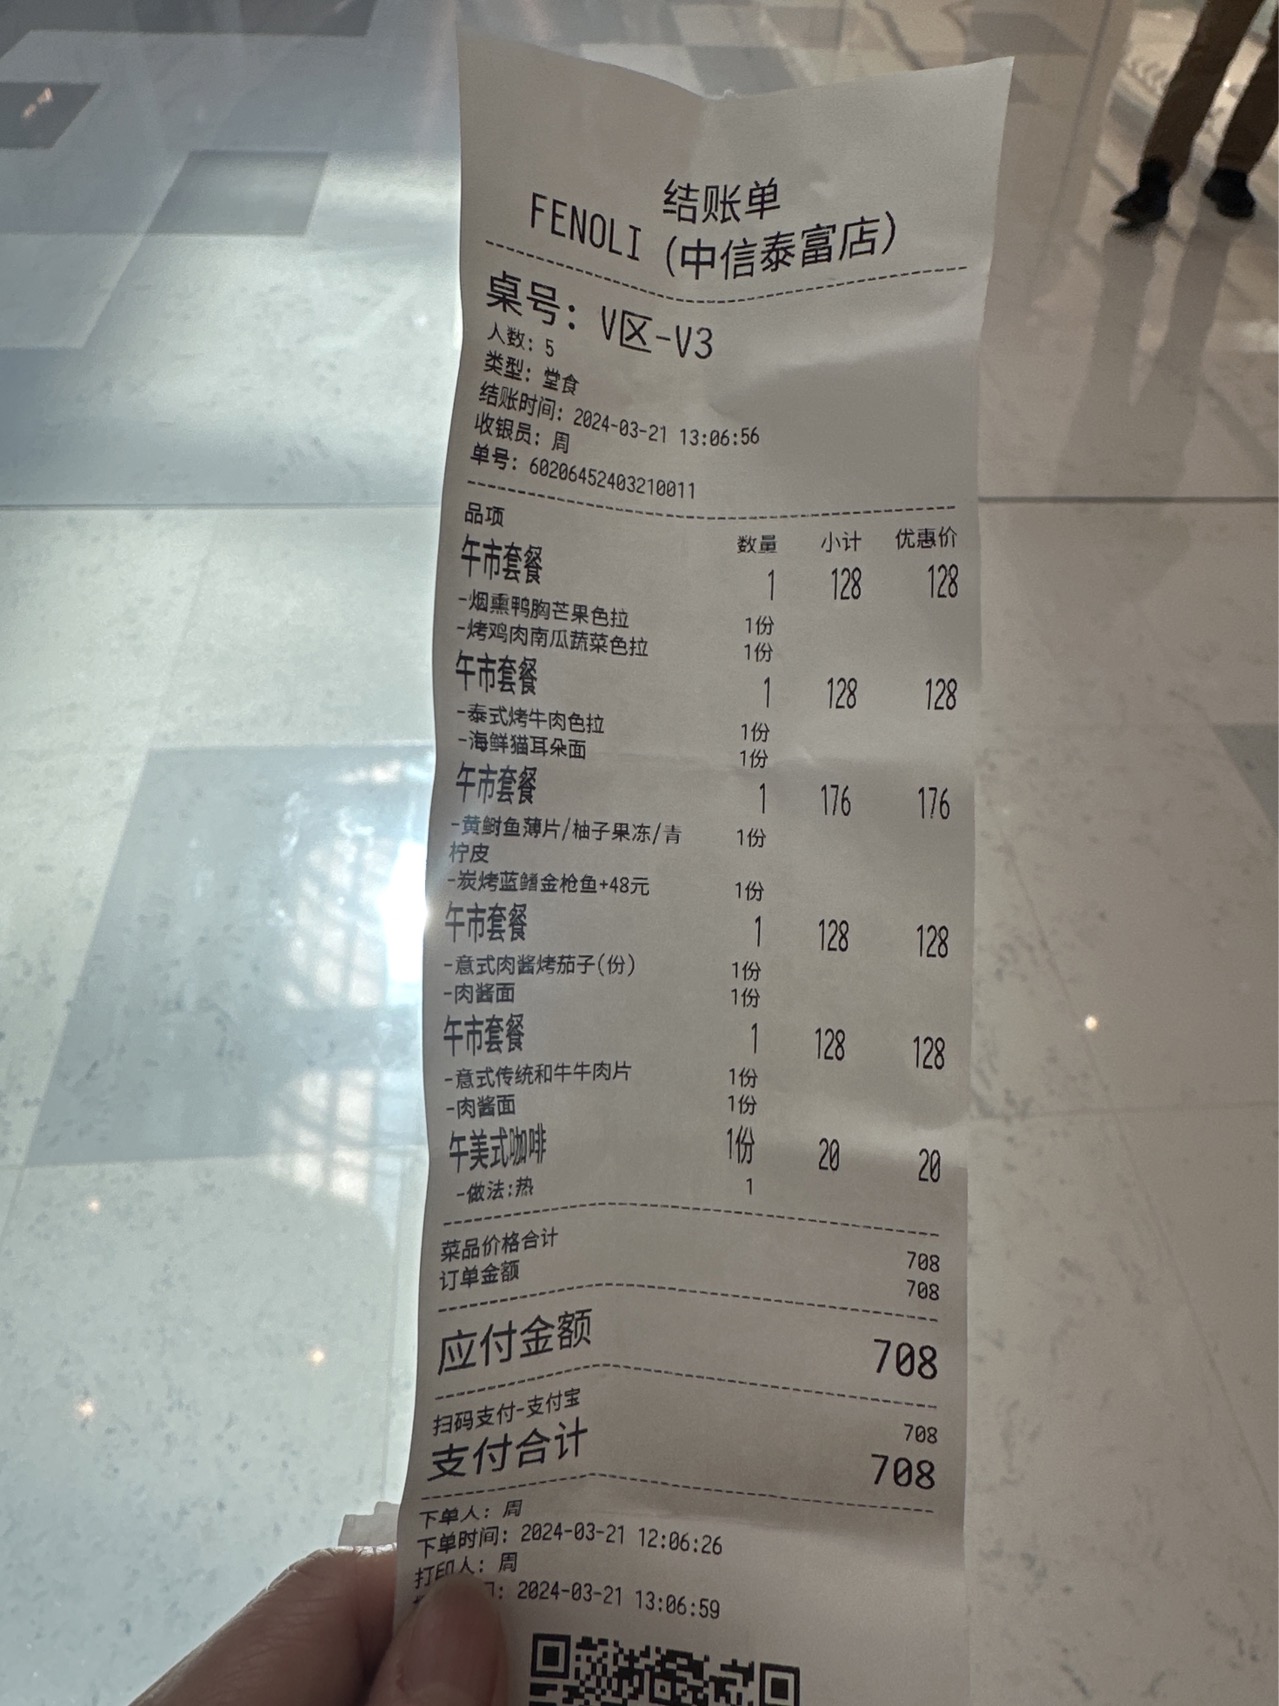 结账单
FENOLI (中信泰富店)
桌号：V区-V3
人数：5
类型：堂食
结账时间：2024-03-21 13:06:56
收银员：周
单号：60206452403210011
品项 数量 小计 优惠价
午市套餐 1 128 128
-烟熏鸭胸芒果色拉 1份
-烤鸡肉南瓜蔬菜色拉 1份
午市套餐 1 128 128
-泰式烤牛肉色拉 1份
-海鲜猫耳朵面 1份
午市套餐 1 176 176
-黄鰤鱼薄片/柚子果冻/青 1份
柠皮
-炭烤蓝鳍金枪鱼+48元 1份
午市套餐 1 128 128
-意式肉酱烤茄子(份) 1份
-肉酱面 1份
午市套餐 1 128 128
-意式传统和牛牛肉片 1份
-肉酱面 1份
午美式咖啡 1份 20 20
-做法:热 1
菜品价格合计 708
订单金额 708
应付金额 708
扫码支付-支付宝 708
支付合计 708
下单人：周
下单时间：2024-03-21 12:06:26
打印人：周
：2024-03-21 13:06:59